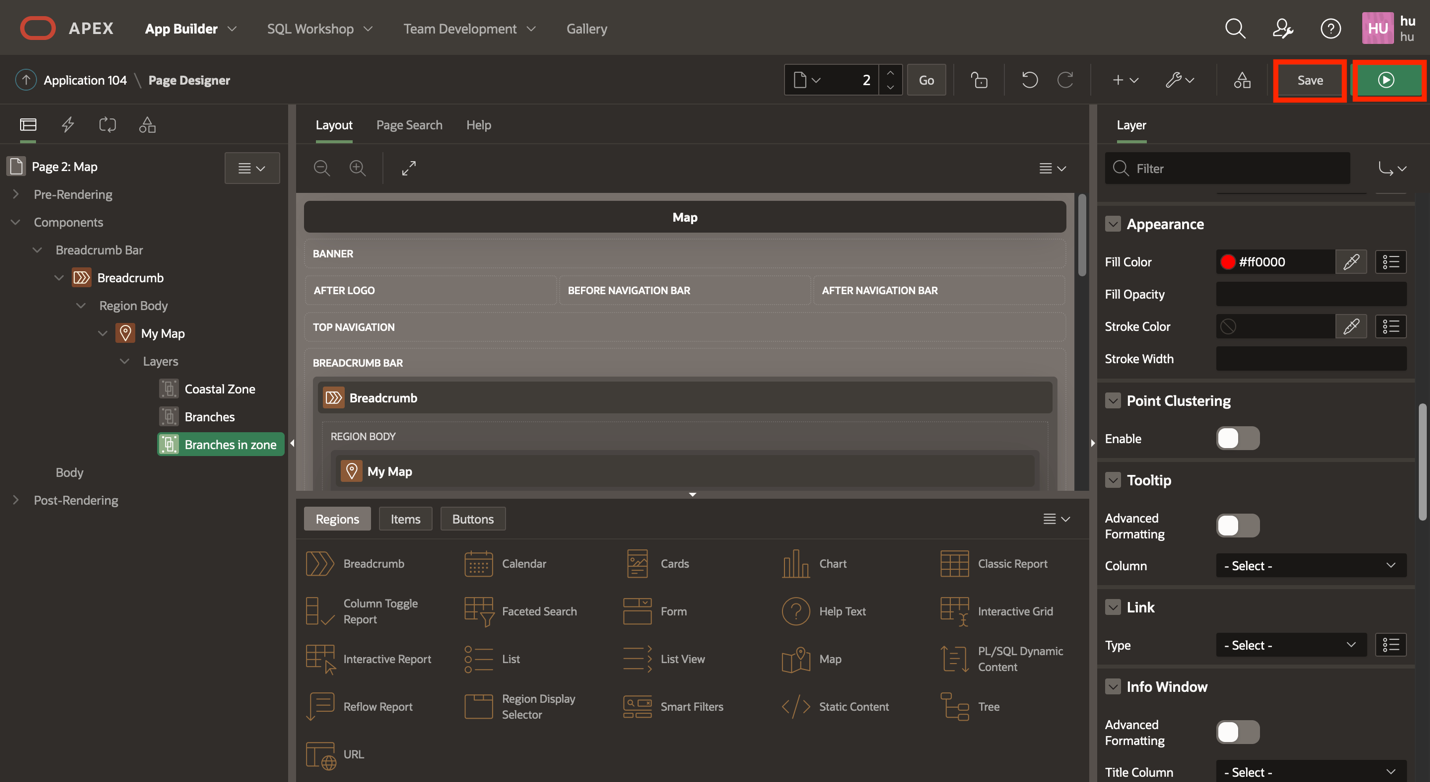 APEX
App Builder
SQL Workshop
Team Development
Gallery
HU
hu
hu
Application 104 \ Page Designer
2
Go
Save
Page 2: Map
Pre-Rendering
Components
Breadcrumb Bar
Breadcrumb
Region Body
My Map
Layers
Coastal Zone
Branches
Branches in zone
Body
Post-Rendering
Layout
Page Search
Help
Map
BANNER
AFTER LOGO
BEFORE NAVIGATION BAR
AFTER NAVIGATION BAR
TOP NAVIGATION
BREADCRUMB BAR
Breadcrumb
REGION BODY
My Map
Regions
Items
Buttons
Breadcrumb
Calendar
Cards
Chart
Classic Report
Column Toggle
Report
Faceted Search
Form
Help Text
Interactive Grid
Interactive Report
List
List View
Map
PL/SQL Dynamic
Content
Reflow Report
Region Display
Selector
Smart Filters
Static Content
Tree
URL
Layer
Filter
Appearance
Fill Color
#ff0000
Fill Opacity
Stroke Color
Stroke Width
Point Clustering
Enable
Tooltip
Advanced
Formatting
Column
- Select -
Link
Type
- Select -
Info Window
Advanced
Formatting
Title Column
- Select -